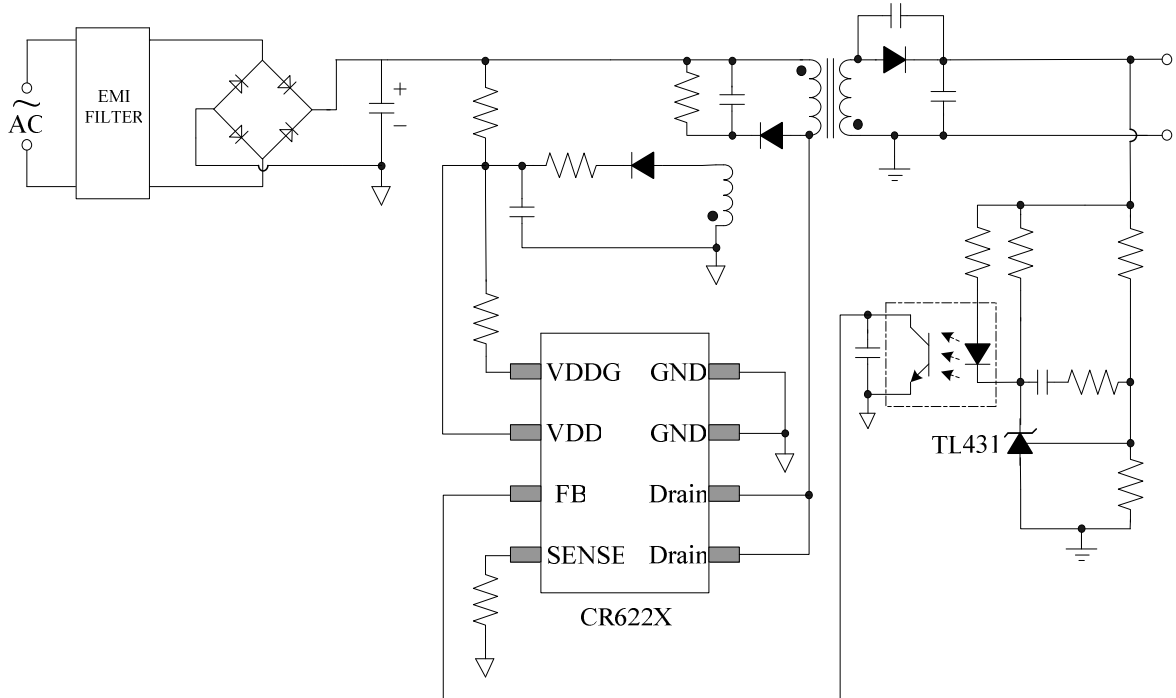 EMI
FILTER
~
AC
+
−
VDDG
GND
VDD
GND
FB
Drain
SENSE
Drain
CR622X
TL431